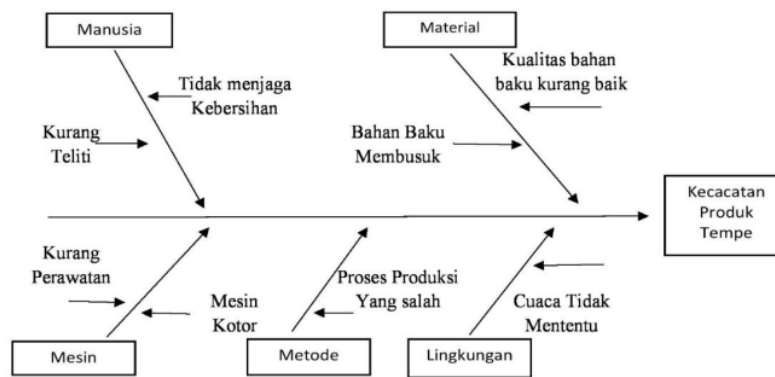 Manusia
Material
Tidak menjaga
Kebersihan
Kualitas bahan
baku kurang baik
Kurang
Teliti
Bahan Baku
Membusuk
Kecacatan
Produk
Tempe
Kurang
Perawatan
Mesin
Kotor
Proses Produksi
Yang salah
Cuaca Tidak
Mententu
Mesin
Metode
Lingkungan